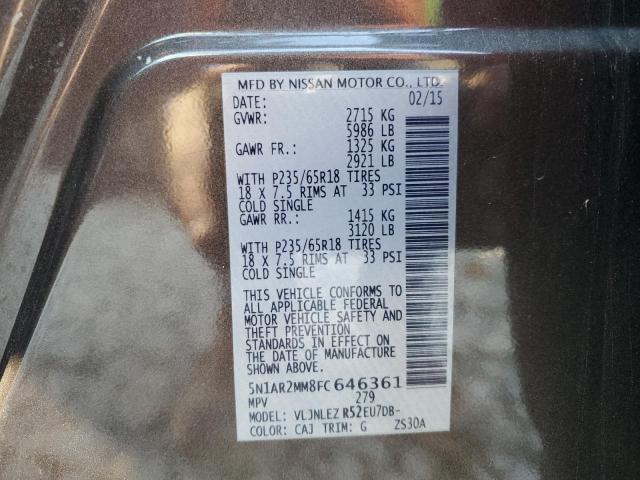 MFD BY NISSAN MOTOR CO., LTD.
DATE: 02/15
GVWR: 2715 KG
5986 LB
GAWR FR.: 1325 KG
2921 LB
WITH P235/65R18 TIRES
18 X 7.5 RIMS AT 33 PSI
COLD SINGLE
GAWR RR.: 1415 KG
3120 LB
WITH P235/65R18 TIRES
18 X 7.5 RIMS AT 33 PSI
COLD SINGLE
THIS VEHICLE CONFORMS TO
ALL APPLICABLE FEDERAL
MOTOR VEHICLE SAFETY AND
THEFT PREVENTION
STANDARDS IN EFFECT ON
THE DATE OF MANUFACTURE
SHOWN ABOVE.
5N1AR2MM8FC646361
MPV 279
MODEL: VLJNLEZ R52EU7DB-
COLOR: CAJ TRIM: G ZS30A